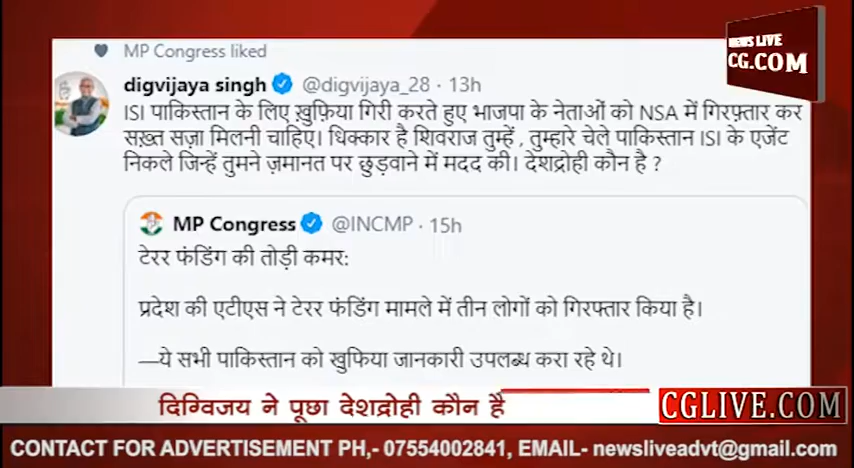 MP Congress liked
NEWS LIVE
CG.COM
digvijaya singh @digvijaya_28 · 13h
ISI पाकिस्तान के लिए ख़ुफ़िया गिरी करते हुए भाजपा के नेताओं को NSA में गिरफ़्तार कर
सख़्त सज़ा मिलनी चाहिए। धिक्कार है शिवराज तुम्हें , तुम्हारे चेले पाकिस्तान ISI के एजेंट
निकले जिन्हें तुमने ज़मानत पर छुड़वाने में मदद की। देशद्रोही कौन है ?
MP Congress @INCMP · 15h
टेरर फंडिंग की तोड़ी कमर:
प्रदेश की एटीएस ने टेरर फंडिंग मामले में तीन लोगों को गिरफ्तार किया है।
—ये सभी पाकिस्तान को खुफिया जानकारी उपलब्ध करा रहे थे।
दिग्विजय ने पूछा देशद्रोही कौन है
CGLIVE.COM
CONTACT FOR ADVERTISEMENT PH,- 07554002841, EMAIL- newsliveadvt@gmail.com